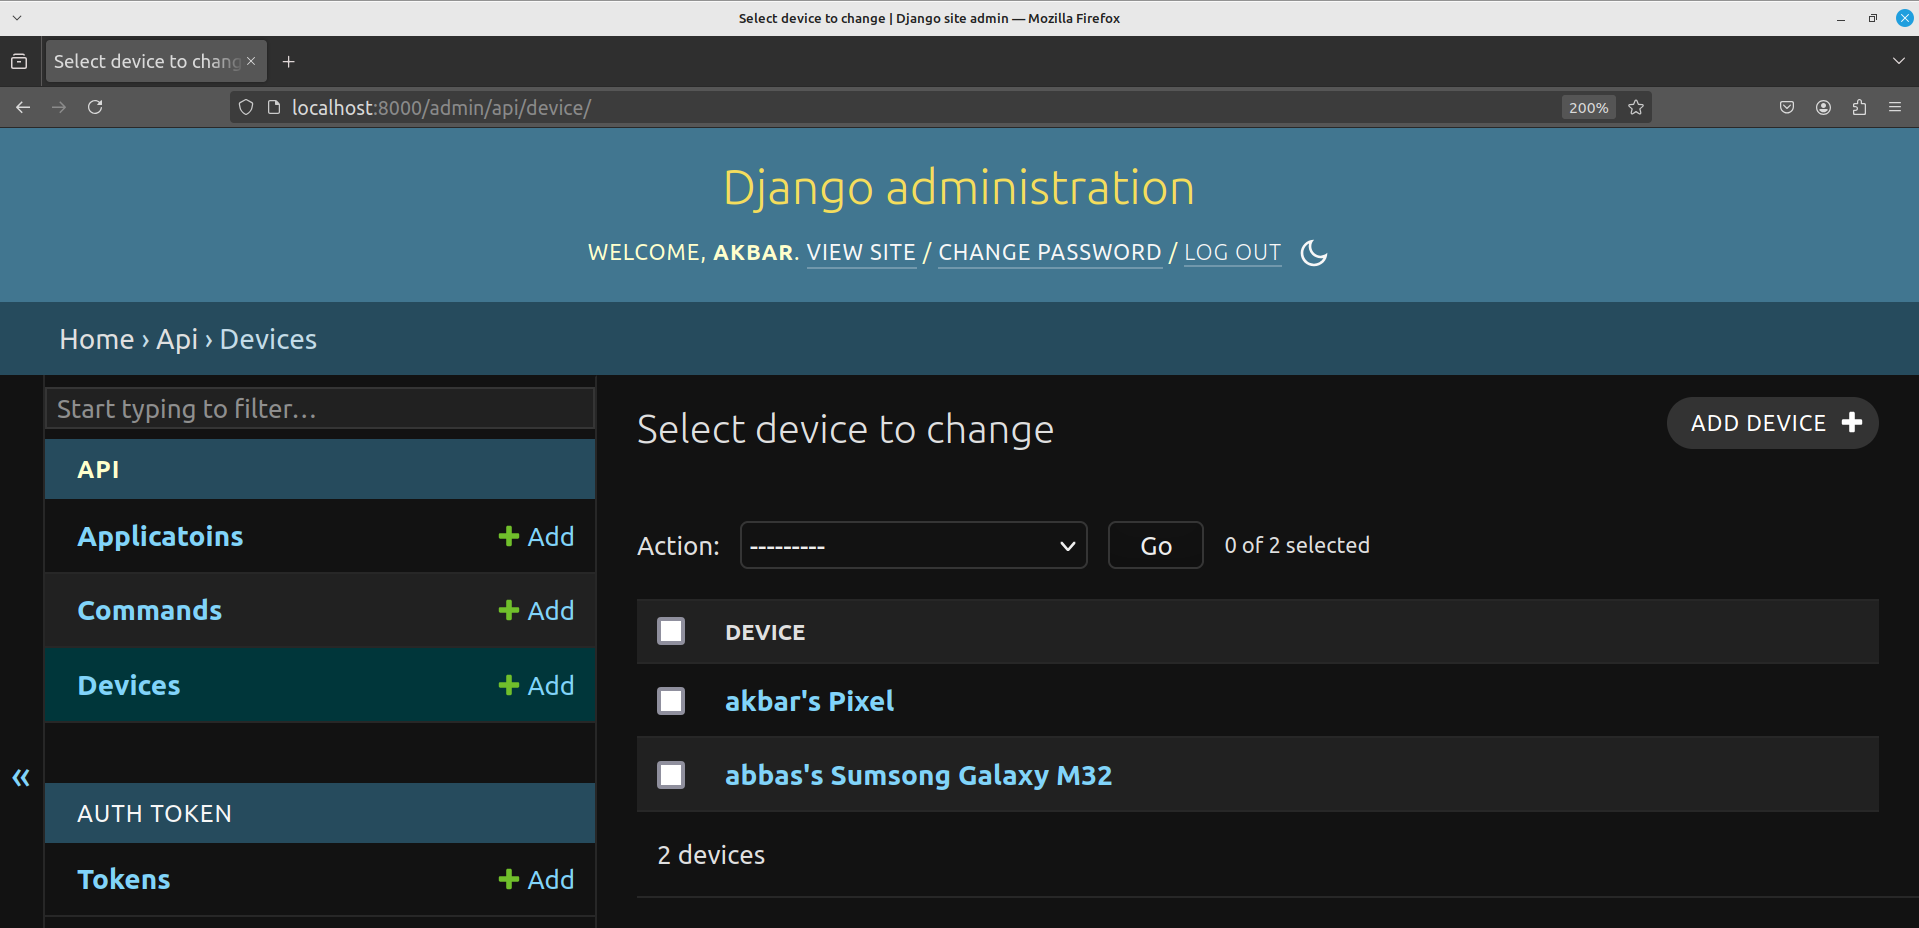 Select device to change | Django site admin — Mozilla Firefox
Select device to chang
localhost:8000/admin/api/device/
200%
Django administration
WELCOME, AKBAR. VIEW SITE / CHANGE PASSWORD / LOG OUT
Home › Api › Devices
Start typing to filter...
API
Applicatoins + Add
Commands + Add
Devices + Add
«
AUTH TOKEN
Tokens + Add
Select device to change
ADD DEVICE +
Action: --------- Go 0 of 2 selected
DEVICE
akbar's Pixel
abbas's Sumsong Galaxy M32
2 devices